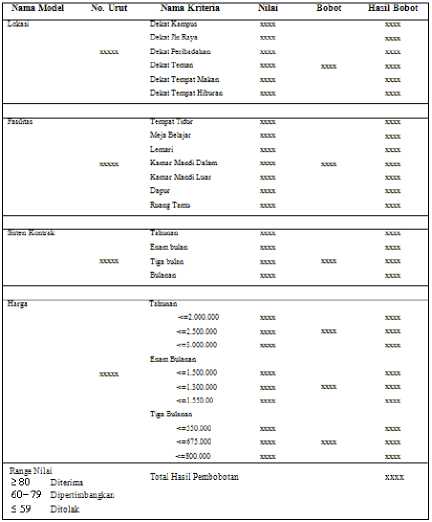 Nama Model No. Urut Nama Kriteria Nilai Bobot Hasil Bobot
Lokasi Dekat Kampus xxxx xxxx
Dekat Jln Raya xxxx xxxx
xxxxx Dekat Peribadahan xxxx xxxx
Dekat Teman xxxx xxxx xxxx
Dekat Tempat Makan xxxx xxxx
Dekat Tempat Hiburan xxxx xxxx
Fasilitas Tempat Tidur xxxx xxxx
Meja Belajar xxxx xxxx
Lemari xxxx xxxx
xxxxx Kamar Mandi Dalam xxxx xxxx xxxx
Kamar Mandi Luar xxxx xxxx
Dapur xxxx xxxx
Ruang Tamu xxxx xxxx
Kontrak Tahunan xxxx xxxx
Enam bulan xxxx xxxx
xxxxx Tiga bulan xxxx xxxx xxxx
Bulanan xxxx xxxx
Harga Tahunan
<=2.000.000 xxxx xxxx
<=2.500.000 xxxx xxxx xxxx
<=3.000.000 xxxx xxxx
Enam Bulanan
xxxxx <=1.500.000 xxxx xxxx
<=1.300.000 xxxx xxxx xxxx
<=1.550.00 xxxx xxxx
Tiga Bulanan
<=550.000 xxxx xxxx
<=675.000 xxxx xxxx xxxx
<=800.000 xxxx xxxx
Range Nilai
≥ 80 Diterima Total Hasil Pembobotan xxxx
60− 79 Dipertimbangkan
≤ 59 Ditolak